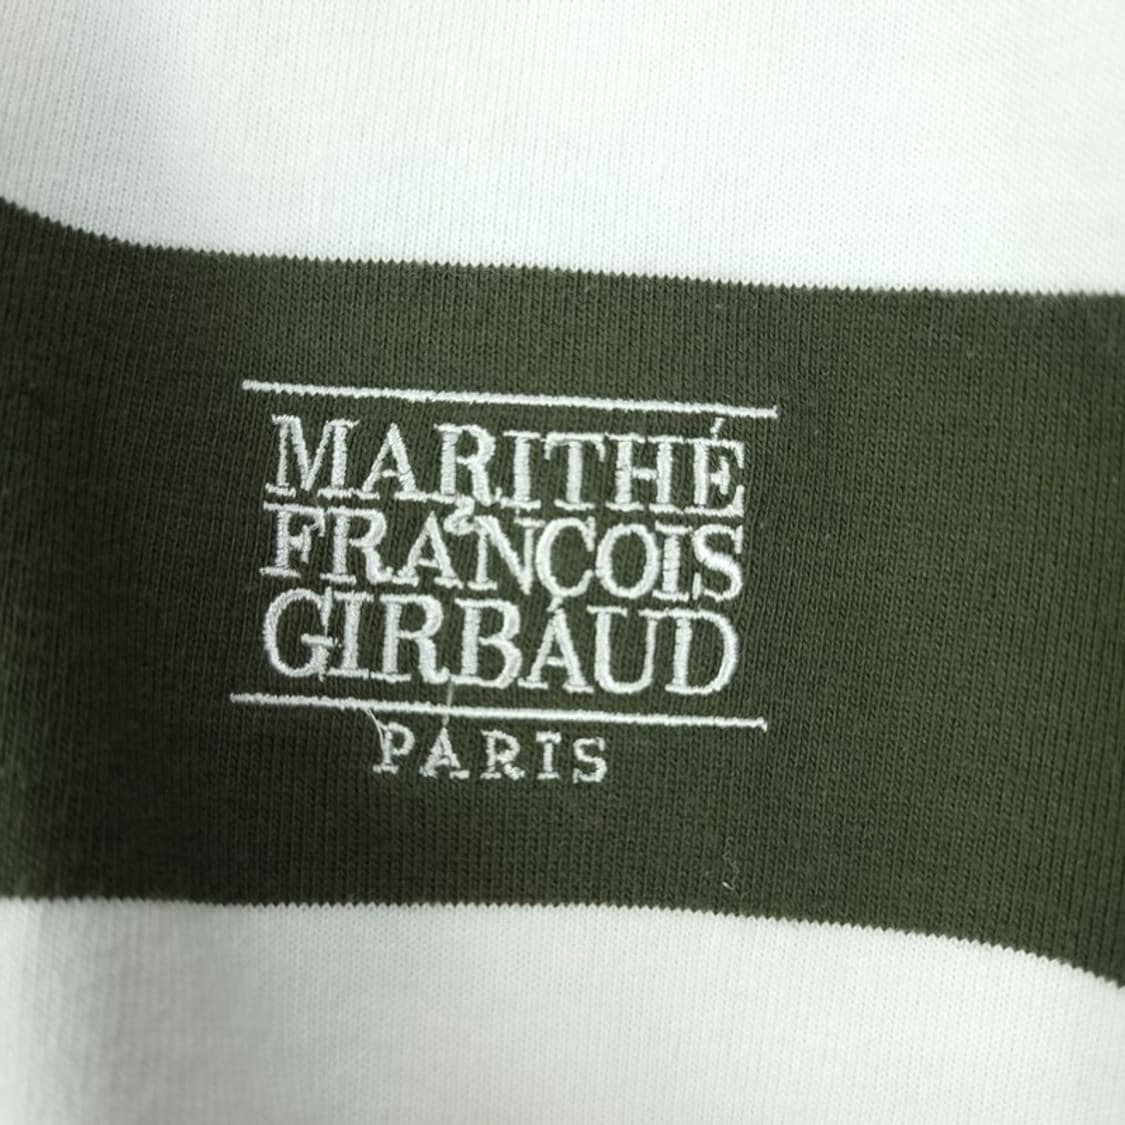 MARITHÉ
&
FRANÇOIS
GIRBAUD
PARIS